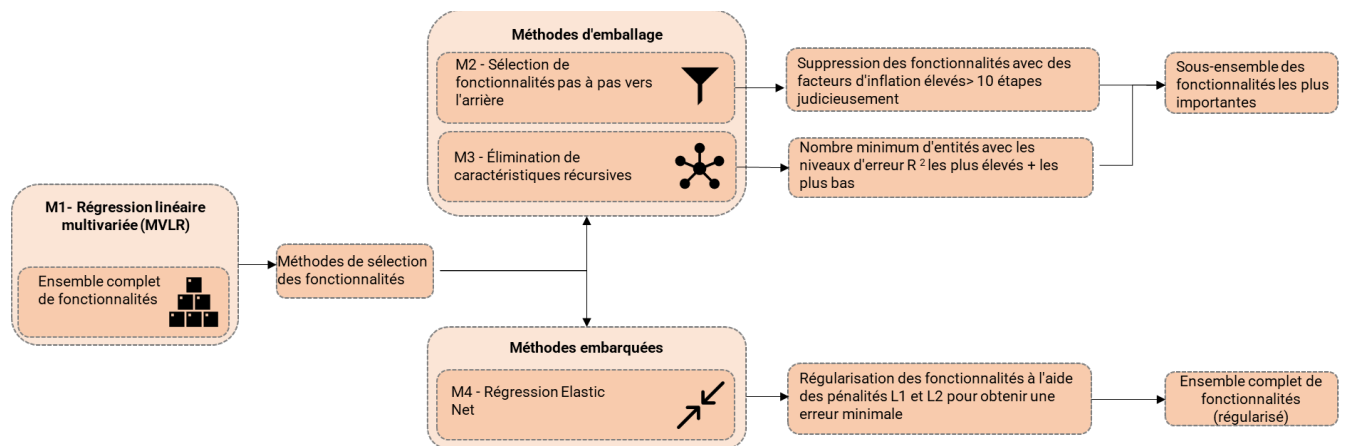 M1- Régression linéaire
multivariée (MVLR)
Ensemble complet
de fonctionnalités
Méthodes de sélection
des fonctionnalités
Méthodes d'emballage
M2 - Sélection de
fonctionnalités pas à pas vers
l'arrière
M3 - Élimination de
caractéristiques récursives
Suppression des fonctionnalités avec des
facteurs d'inflation élevés> 10 étapes
judicieusement
Nombre minimum d'entités avec les
niveaux d'erreur R ² les plus élevés + les
plus bas
Sous-ensemble des
fonctionnalités les plus
importantes
Méthodes embarquées
M4 - Régression Elastic
Net
Régularisation des fonctionnalités à l'aide
des pénalités L1 et L2 pour obtenir une
erreur minimale
Ensemble complet de
fonctionnalités
(régularisé)